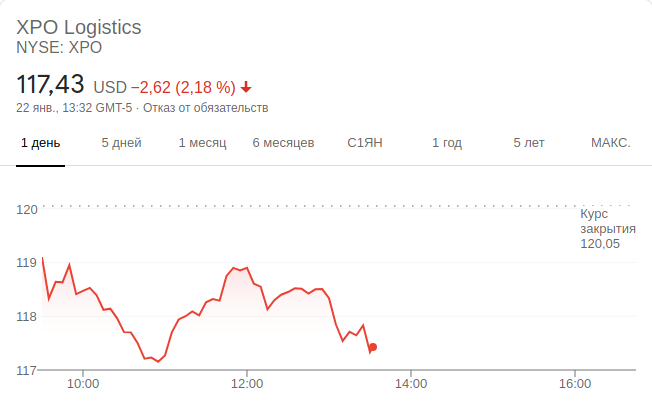 XPO Logistics
NYSE: XPO
117,43 USD −2,62 (2,18 %)
22 янв., 13:32 GMT-5 · Отказ от обязательств
1 день 5 дней 1 месяц 6 месяцев С1ЯН 1 год 5 лет МАКС.
120
Курс
закрытия
120,05
119
118
117
10:00 12:00 14:00 16:00